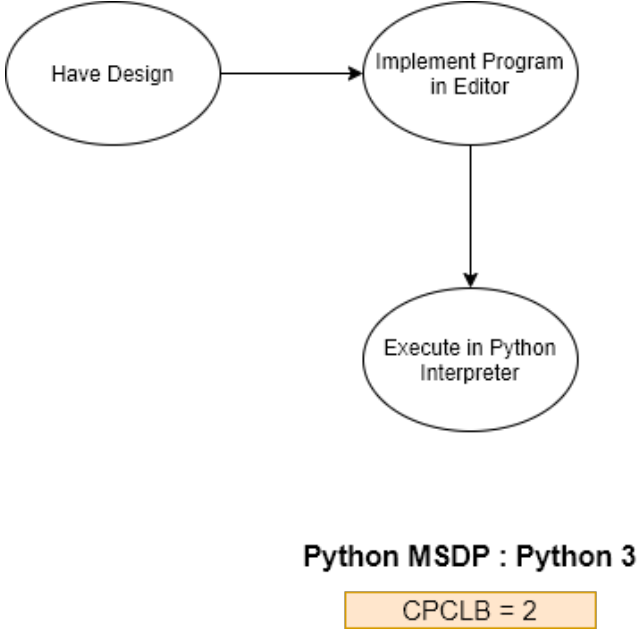 Have Design
Implement Program
in Editor
Execute in Python
Interpreter
Python MSDP : Python 3
CPCLB = 2